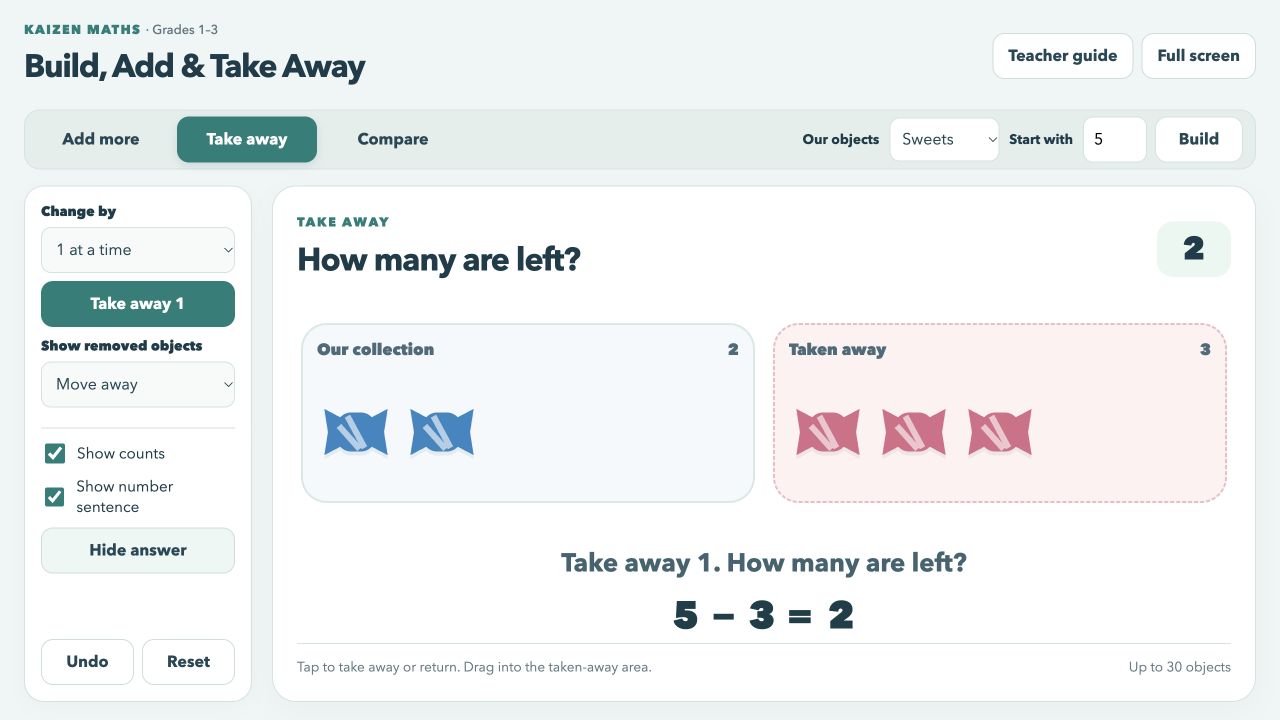 KAIZEN MATHS · Grades 1–3
Build, Add & Take Away
Teacher guide
Full screen
Add more
Take away
Compare
Our objects
Sweets
Start with
5
Build
Change by
1 at a time
Take away 1
Show removed objects
Move away
Show counts
Show number
sentence
Hide answer
Undo
Reset
TAKE AWAY
How many are left?
2
Our collection
2
Taken away
3
Take away 1. How many are left?
5 − 3 = 2
Tap to take away or return. Drag into the taken-away area.
Up to 30 objects